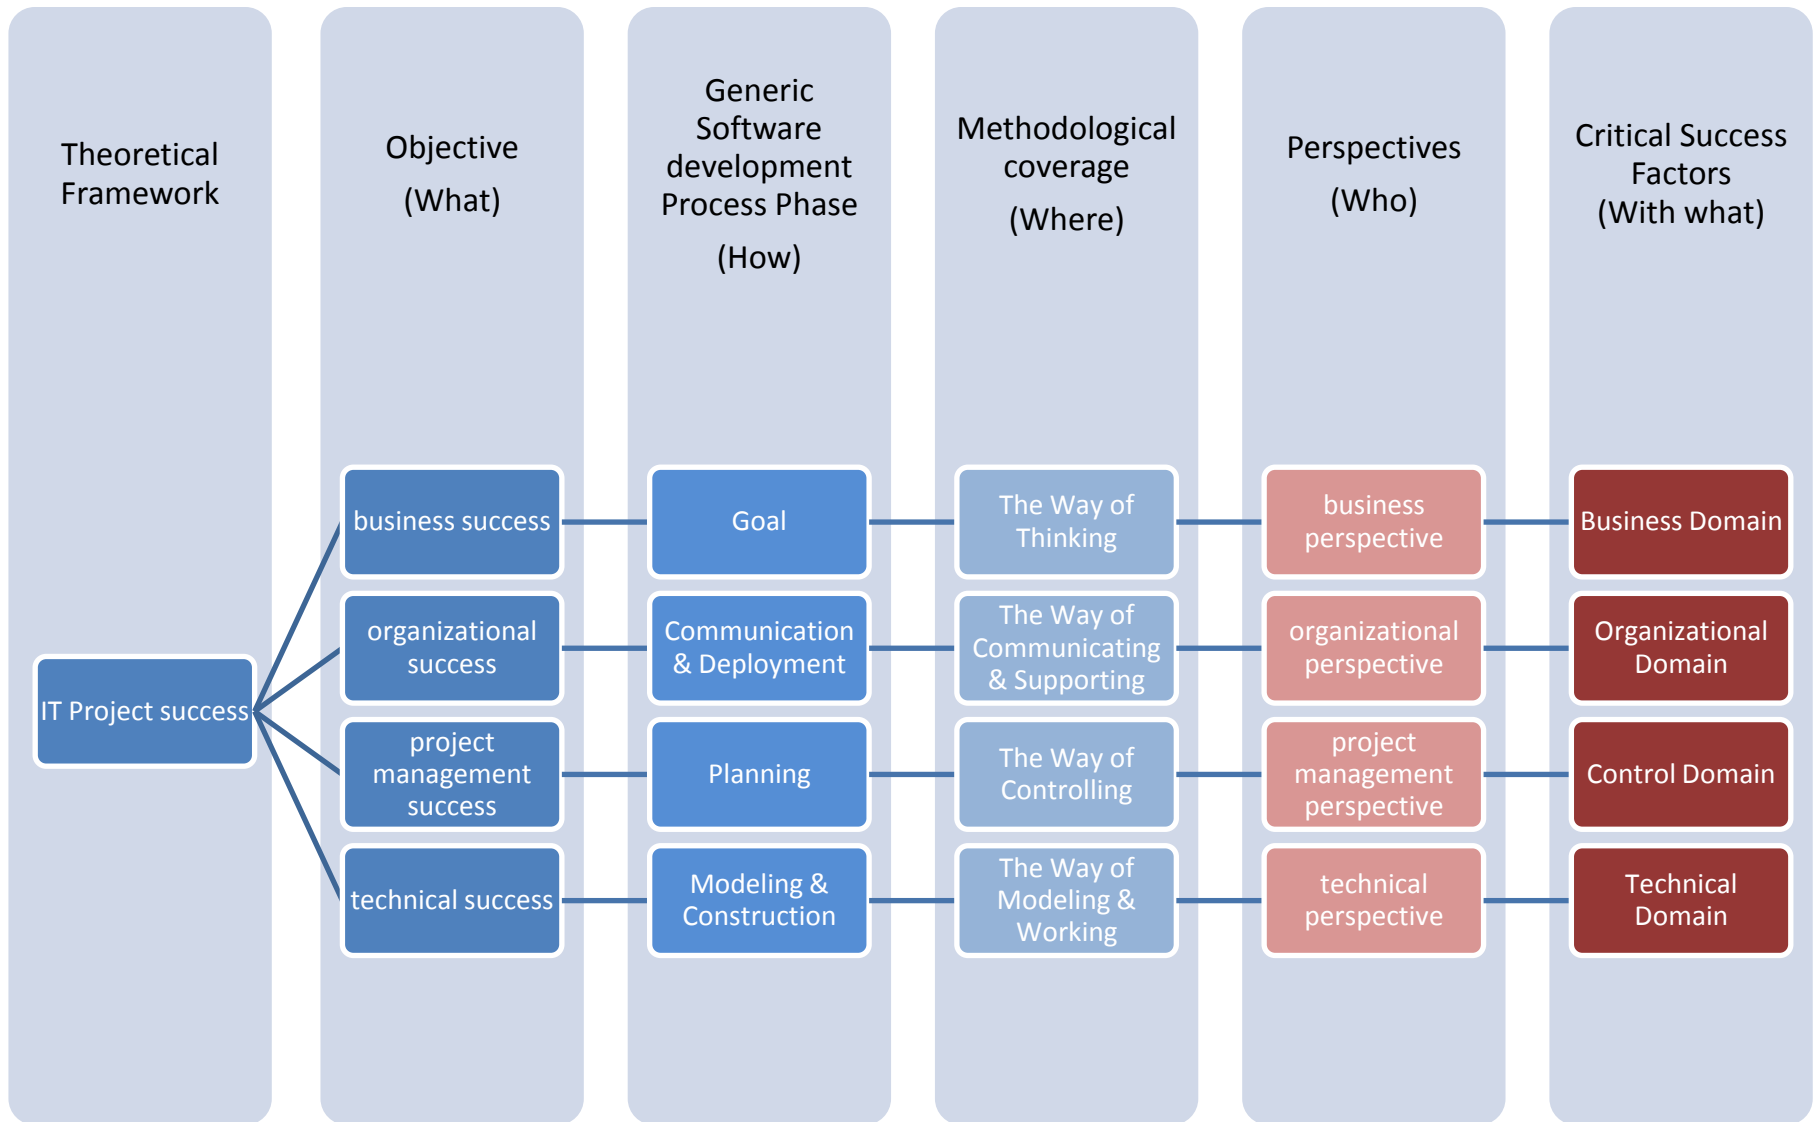 Theoretical
Framework
Objective
(What)
Generic
Software
development
Process Phase
(How)
Methodological
coverage
(Where)
Perspectives
(Who)
Critical Success
Factors
(With what)
IT Project success
business success
Goal
The Way of
Thinking
business
perspective
Business Domain
organizational
success
Communication
& Deployment
The Way of
Communicating
& Supporting
organizational
perspective
Organizational
Domain
project
management
success
Planning
The Way of
Controlling
project
management
perspective
Control Domain
technical success
Modeling &
Construction
The Way of
Modeling &
Working
technical
perspective
Technical
Domain